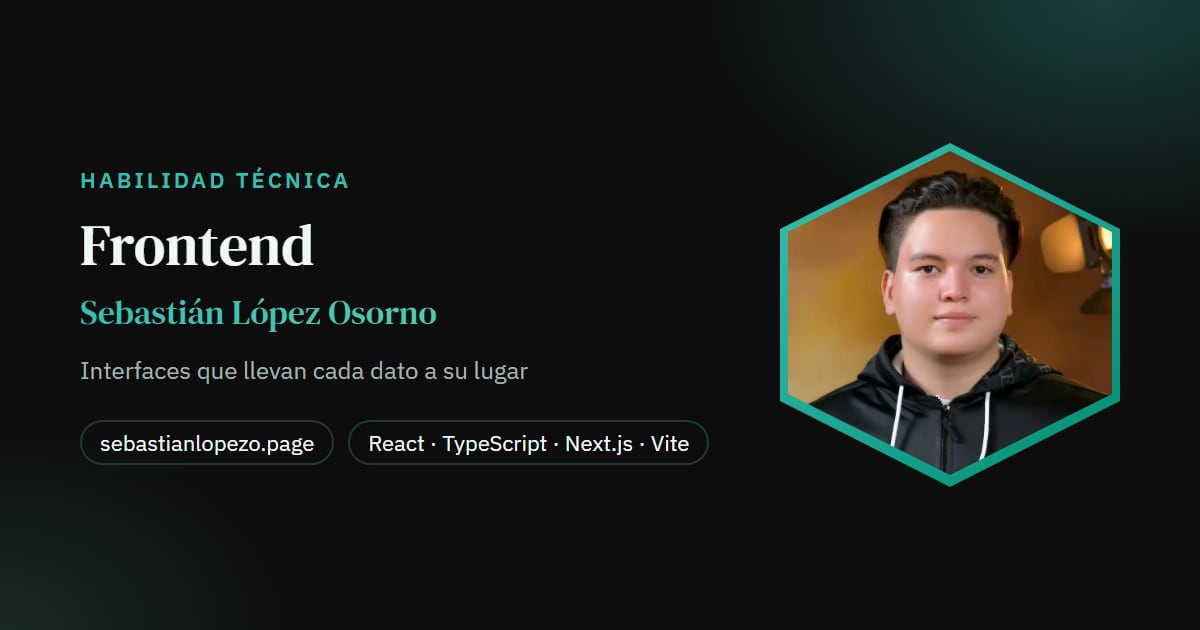 HABILIDAD TÉCNICA
Frontend
Sebastián López Osorno
Interfaces que llevan cada dato a su lugar
sebastianlopezo.page
React · TypeScript · Next.js · Vite